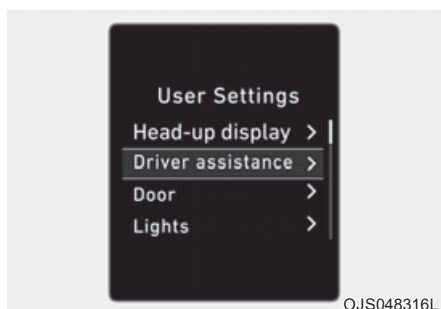 User Settings
Head-up display >
Driver assistance >
Door >
Lights >
OJS048316L